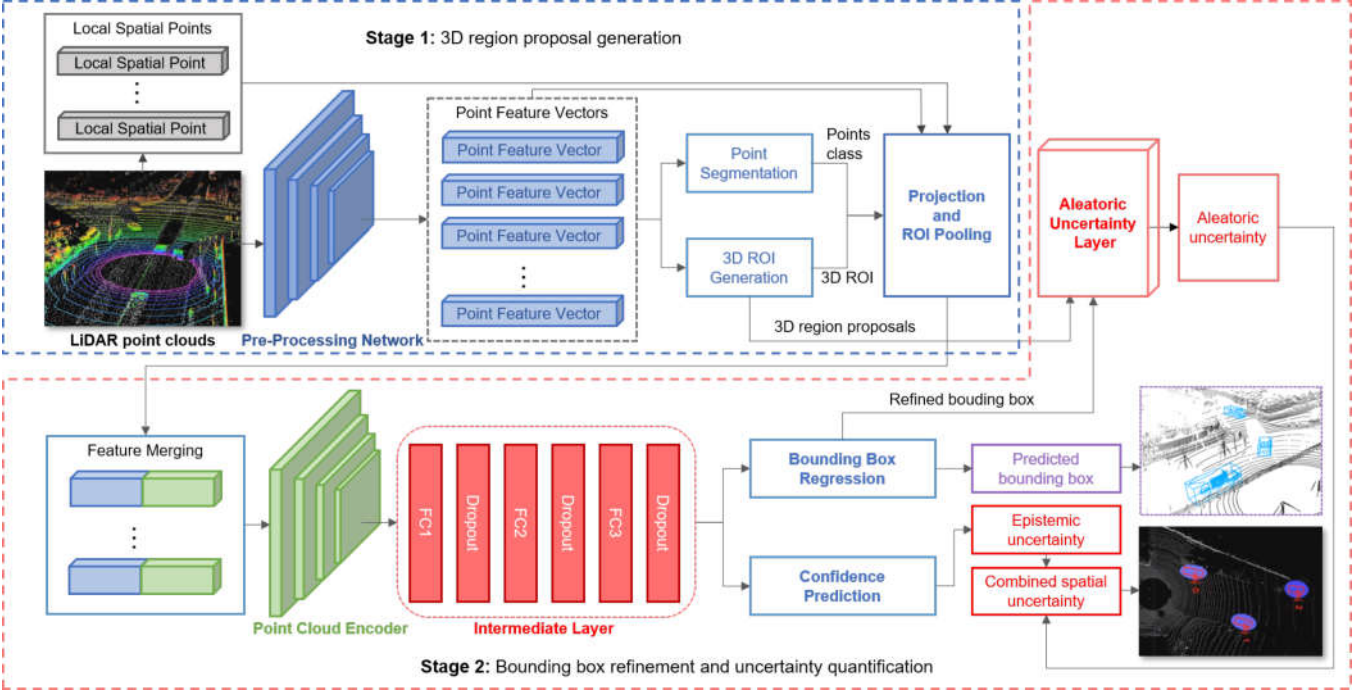 Local Spatial Points
Local Spatial Point
Local Spatial Point
Stage 1: 3D region proposal generation
LiDAR point clouds
Pre-Processing Network
Point Feature Vectors
Point Feature Vector
Point Feature Vector
Point Feature Vector
Point Feature Vector
Point
Segmentation
3D ROI
Generation
Points
class
3D ROI
3D region proposals
Projection
and
ROI Pooling
Aleatoric
Uncertainty
Layer
Aleatoric
uncertainty
Feature Merging
Point Cloud Encoder
FC1
Dropout
FC2
Dropout
FC3
Dropout
Intermediate Layer
Refined bouding box
Bounding Box
Regression
Confidence
Prediction
Predicted
bounding box
Epistemic
uncertainty
Combined spatial
uncertainty
Stage 2: Bounding box refinement and uncertainty quantification